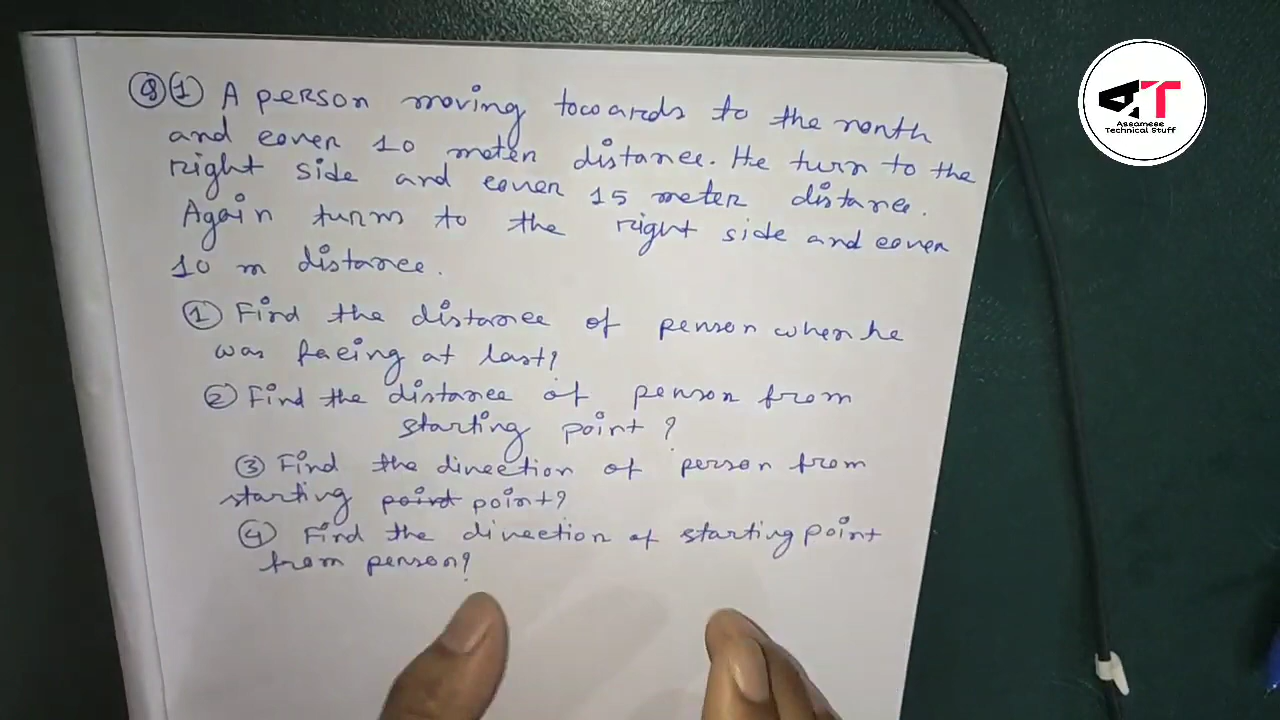 Q 1 A person moving towards to the north
and cover 10 meter distance. He turn to the
right side and cover 15 meter distance.
Again turns to the right side and cover
10 m distance.
1 Find the distance of person when he
was facing at last?
2 Find the distance of person from
starting point ?
3 Find the direction of person from
starting point point?
4 Find the direction of starting point
from person?
AT
Assamese
Technical Stuff